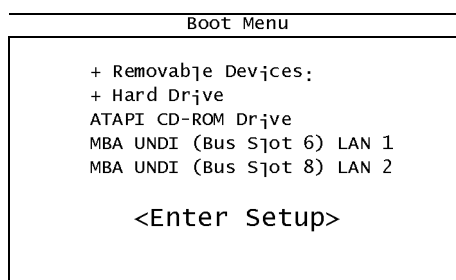 Boot Menu
+ Removable Devices:
+ Hard Drive
ATAPI CD-ROM Drive
MBA UNDI (Bus Slot 6) LAN 1
MBA UNDI (Bus Slot 8) LAN 2
<Enter Setup>